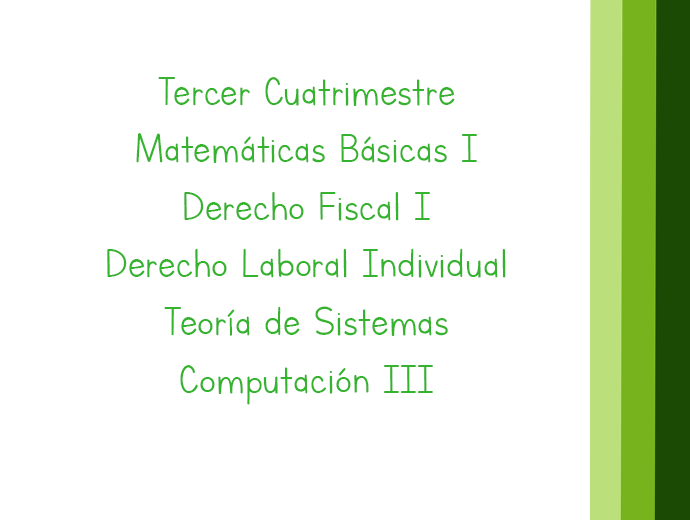 Tercer Cuatrimestre
Matemáticas Básicas I
Derecho Fiscal I
Derecho Laboral Individual
Teoría de Sistemas
Computación III